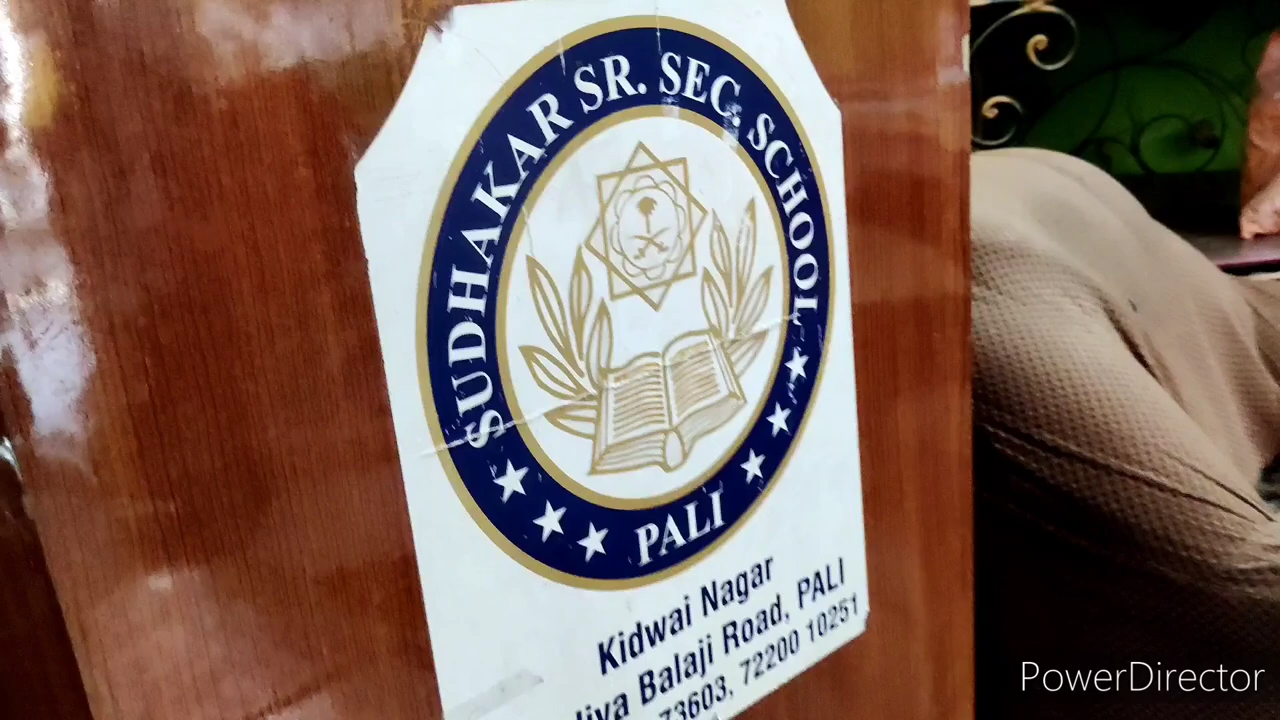 SUDHAKAR SR. SEC. SCHOOL
PALI
Kidwai Nagar
Balaji Road, PALI
73603, 72200 10251
PowerDirector